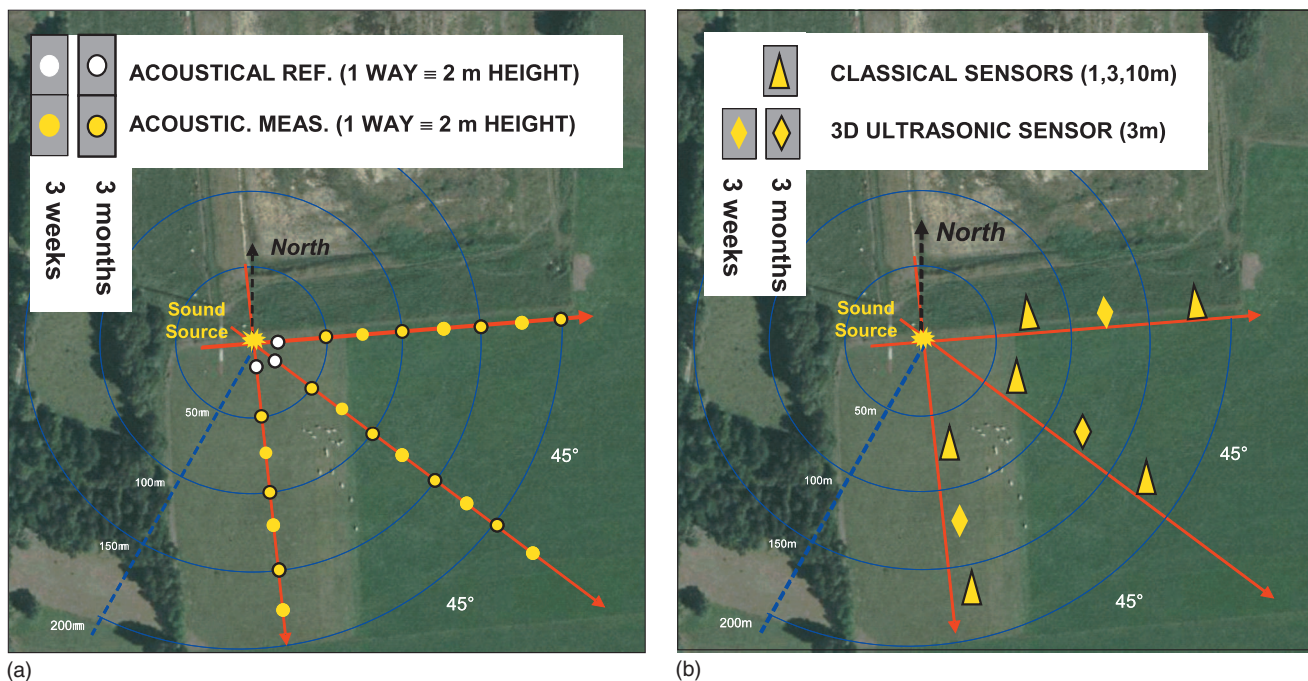 ACOUSTICAL REF. (1 WAY ≡ 2 m HEIGHT)
ACOUSTIC. MEAS. (1 WAY ≡ 2 m HEIGHT)
3 weeks
3 months
North
Sound
Source
50m
100m
150m
200m
45°
45°
(a)
CLASSICAL SENSORS (1,3,10m)
3D ULTRASONIC SENSOR (3m)
3 weeks
3 months
North
Sound
Source
50m
100m
150m
200m
45°
45°
(b)